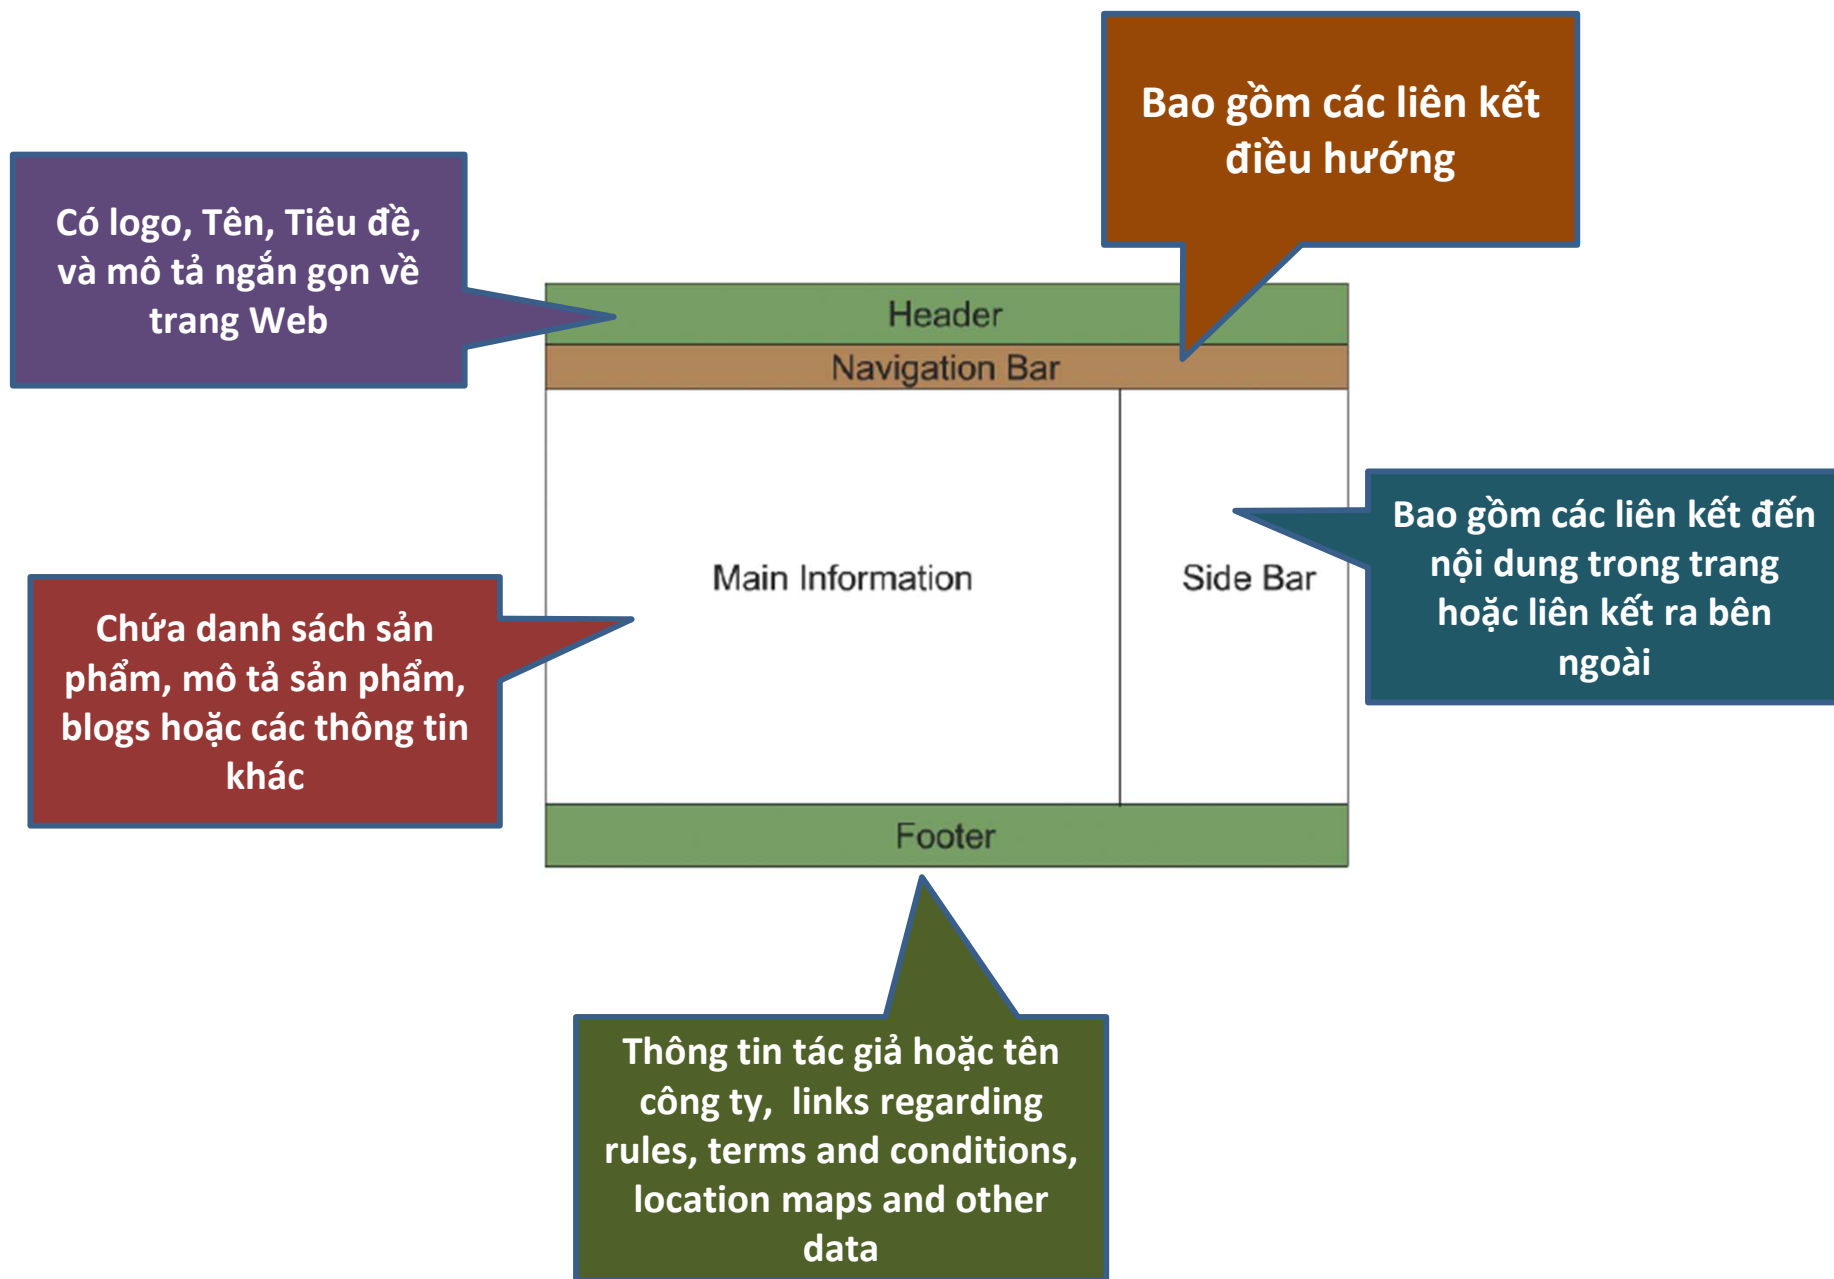 Bao gồm các liên kết
điều hướng
Có logo, Tên, Tiêu đề,
và mô tả ngắn gọn về
trang Web
Header
Navigation Bar
Main Information
Side Bar
Bao gồm các liên kết đến
nội dung trong trang
hoặc liên kết ra bên
ngoài
Chứa danh sách sản
phẩm, mô tả sản phẩm,
blogs hoặc các thông tin
khác
Footer
Thông tin tác giả hoặc tên
công ty, links regarding
rules, terms and conditions,
location maps and other
data